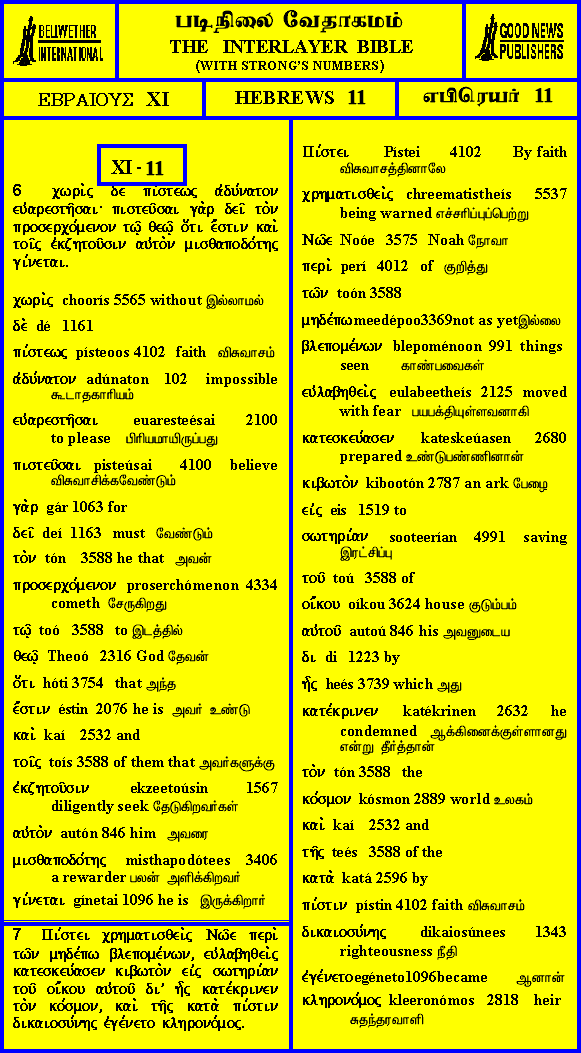 BELLWETHER
INTERNATIONAL
படிநிலை வேதாகமம்
THE INTERLAYER BIBLE
(WITH STRONG'S NUMBERS)
GOOD NEWS
PUBLISHERS
ΕΒΡΑΙΟΥΣ XI
HEBREWS 11
எபிரெயர் 11
XI - 11
6 χωρὶς δὲ πίστεως ἀδύνατον
εὐαρεστῆσαι· πιστεῦσαι γὰρ δεῖ τὸν
προσερχόμενον τῷ θεῷ ὅτι ἔστιν καὶ
τοῖς ἐκζητοῦσιν αὐτὸν μισθαποδότης
γίνεται..
χωρὶς choorís 5565 without இல்லாமல்
δὲ dé 1161
πίστεως písteoos 4102 faith விசுவாசம்
ἀδύνατον adúnaton 102 impossible
கூடாதகாரியம்
εὐαρεστῆσαι euaresteésai 2100
to please பிரியமாயிருப்பது
πιστεῦσαι pisteúsai 4100 believe
விசுவாசிக்கவேண்டும்
γὰρ gár 1063 for
δεῖ deí 1163 must வேண்டும்
τὸν tón 3588 he that அவன்
προσερχόμενον proserchómenon 4334
cometh சேருகிறது
τῷ toó 3588 to இடத்தில்
θεῷ Theoó 2316 God தேவன்
ὅτι hóti 3754 that அந்த
ἔστιν éstin 2076 he is அவர் உண்டு
καὶ kaí 2532 and
τοῖς toís 3588 of them that அவர்களுக்கு
ἐκζητοῦσιν ekzeetoúsin 1567
diligently seek தேடுகிறவர்கள்
αὐτὸν autón 846 him அவரை
μισθαποδότης misthapodótees 3406
a rewarder பலன் அளிக்கிறவர்
γίνεται ginetai 1096 he is இருக்கிறார்
7 Πίστει χρηματισθεὶς Νῶε περὶ
τῶν μηδέπω βλεπομένων, εὐλαβηθεὶς
κατεσκεύασεν κιβωτὸν εἰς σωτηρίαν
τοῦ οἴκου αὐτοῦ δι' ἧς κατέκρινεν
τὸν κόσμον, καὶ τῆς κατὰ πίστιν
δικαιοσύνης ἐγένετο κληρονόμος.
Πίστει Pístei 4102 By faith
விசுவாசத்தினாலே
χρηματισθεὶς chreematistheís 5537
being warned எச்சரிப்புப்பெற்று
Νῶε Noóe 3575 Noah நோவா
περὶ perí 4012 of குறித்து
τῶν toón 3588
μηδέπω meedépoo3369not as yetஇல்லை
βλεπομένων blepoménoon 991 things
seen காண்பவைகள்
εὐλαβηθεὶς eulabeetheís 2125 moved
with fear பயபக்தியுள்ளவனாகி
κατεσκεύασεν kateskeúasen 2680
prepared உண்டுபண்ணினான்
κιβωτὸν kibootón 2787 an ark பேழை
εἰς eis 1519 to
σωτηρίαν sooteerían 4991 saving
இரட்சிப்பு
τοῦ toú 3588 of
οἴκου oíkou 3624 house குடும்பம்
αὐτοῦ autoú 846 his அவனுடைய
δι di 1223 by
ἧς heés 3739 which அது
κατέκρινεν katékrinen 2632 he
condemned ஆக்கினைக்குள்ளானது
என்று தீர்த்தான்
τὸν tón 3588 the
κόσμον kósmon 2889 world உலகம்
καὶ kaí 2532 and
τῆς teés 3588 of the
κατὰ katá 2596 by
πίστιν pístin 4102 faith விசுவாசம்
δικαιοσύνης dikaiosúnees 1343
righteousness நீதி
ἐγένετο egéneto1096became ஆனான்
κληρονόμος kleeronómos 2818 heir
சுதந்தரவாளி